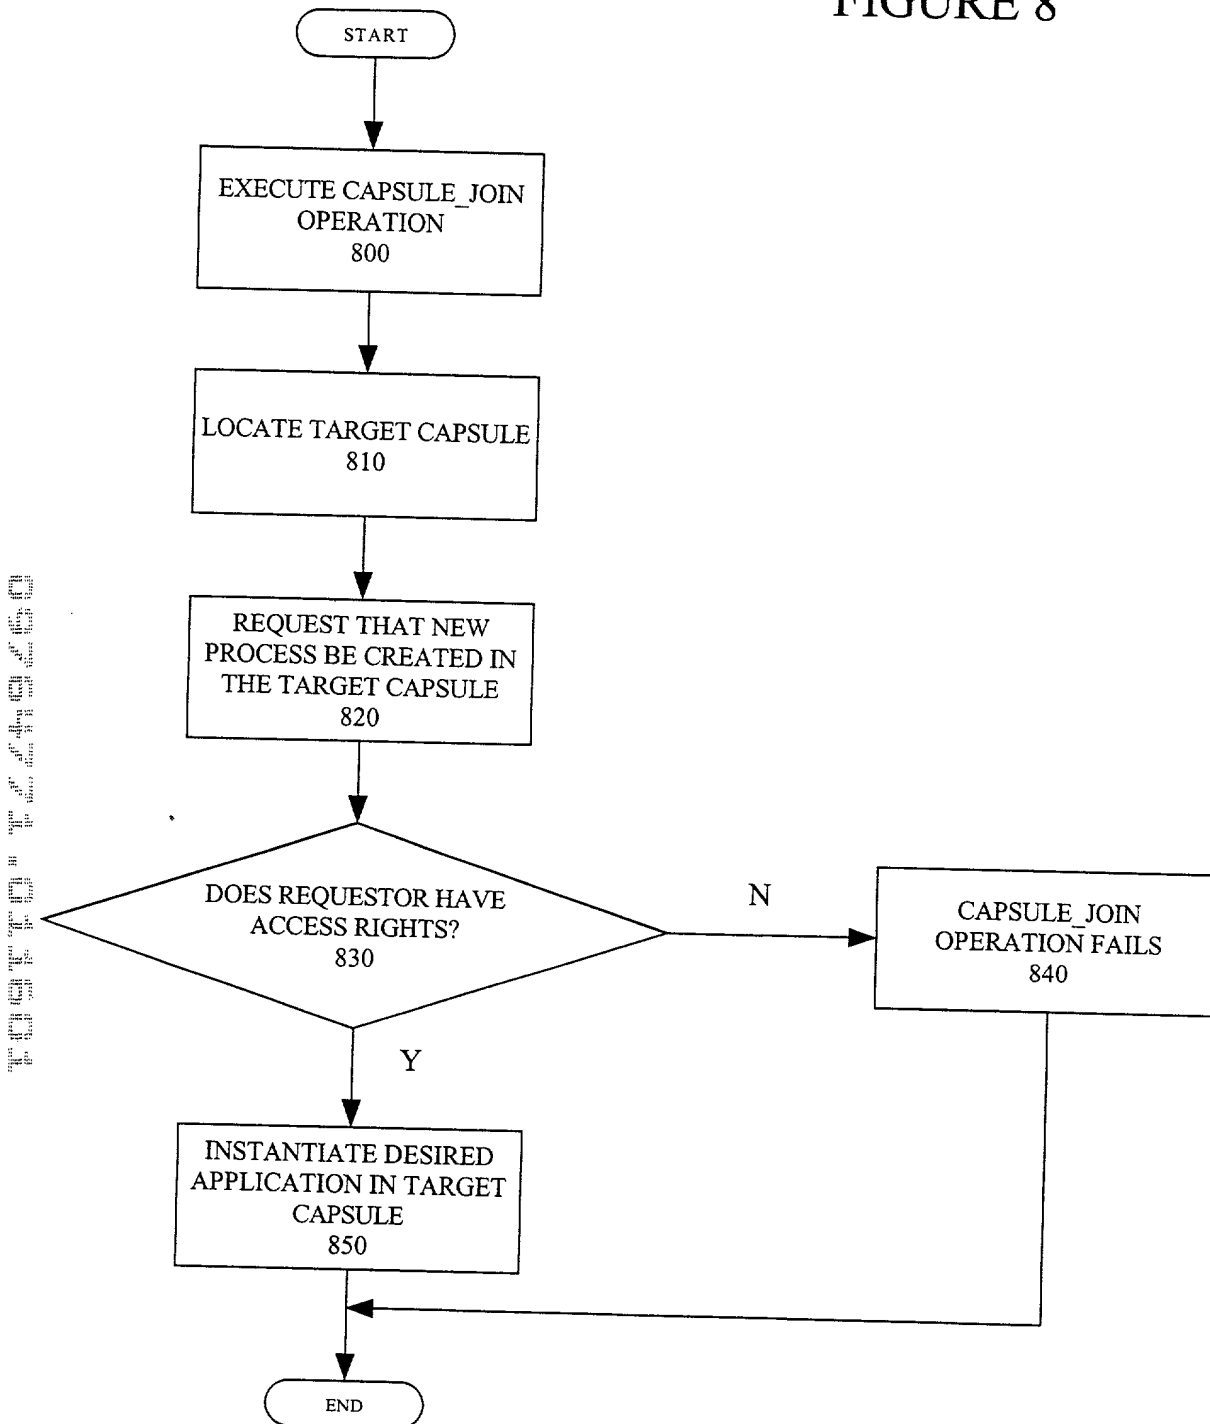 FIGURE 8
START
EXECUTE CAPSULE_JOIN
OPERATION
800
LOCATE TARGET CAPSULE
810
REQUEST THAT NEW
PROCESS BE CREATED IN
THE TARGET CAPSULE
820
DOES REQUESTOR HAVE
ACCESS RIGHTS?
830
N
CAPSULE_JOIN
OPERATION FAILS
840
Y
INSTANTIATE DESIRED
APPLICATION IN TARGET
CAPSULE
850
END